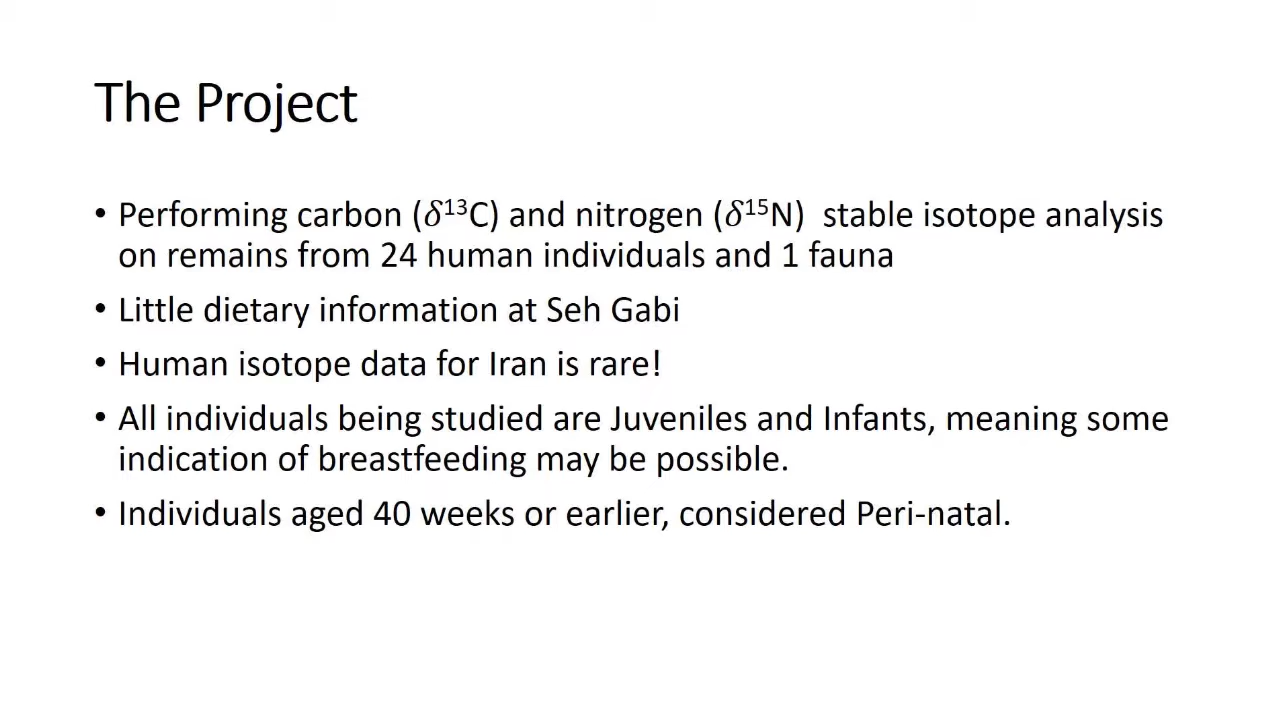 The Project
• Performing carbon (𝛿¹³C) and nitrogen (𝛿¹⁵N)  stable isotope analysis
on remains from 24 human individuals and 1 fauna
• Little dietary information at Seh Gabi
• Human isotope data for Iran is rare!
• All individuals being studied are Juveniles and Infants, meaning some
indication of breastfeeding may be possible.
• Individuals aged 40 weeks or earlier, considered Peri-natal.